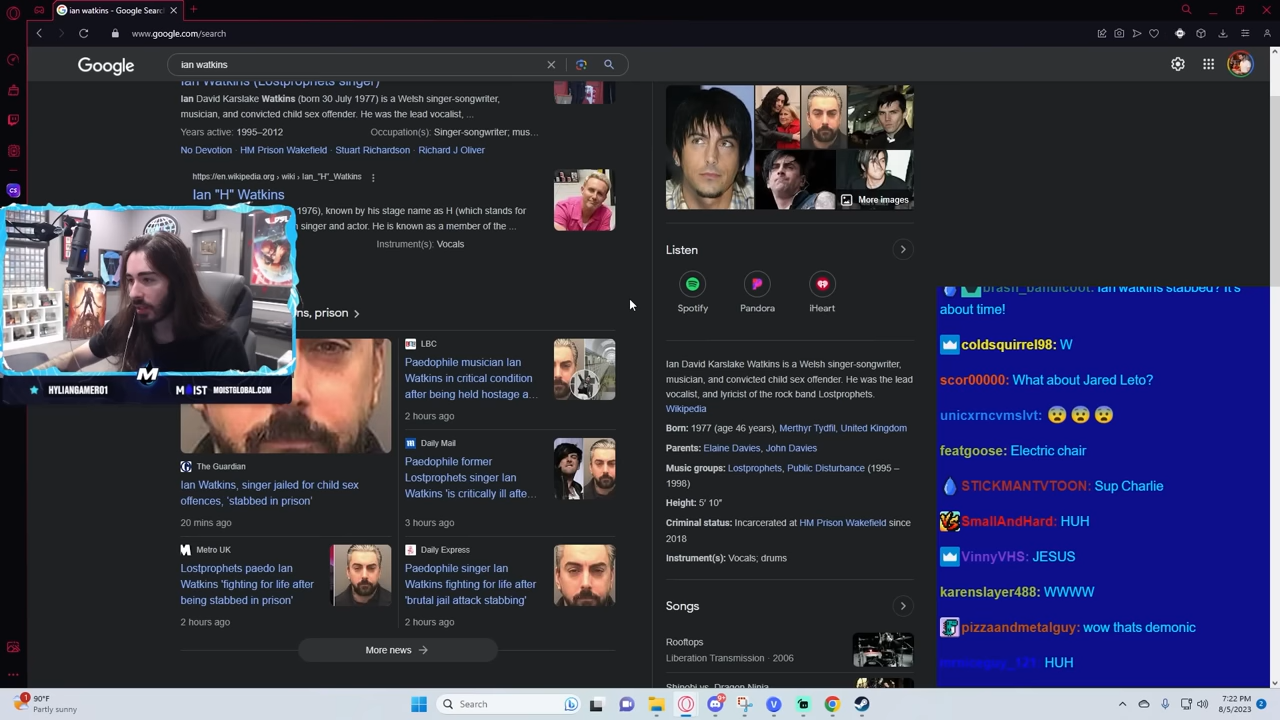 ian watkins - Google Searc
www.google.com/search
Google
ian watkins
Ian Watkins (Lostprophets singer)
Ian David Karslake Watkins (born 30 July 1977) is a Welsh singer-songwriter,
musician, and convicted child sex offender. He was the lead vocalist, ...
Years active: 1995–2012
Occupation(s): Singer-songwriter; mus...
No Devotion · HM Prison Wakefield · Stuart Richardson · Richard J Oliver
https://en.wikipedia.org › wiki › Ian_"H"_Watkins
Ian "H" Watkins
1976), known by his stage name as H (which stands for
singer and actor. He is known as a member of the ...
Instrument(s): Vocals
ns, prison
The Guardian
Ian Watkins, singer jailed for child sex
offences, 'stabbed in prison'
20 mins ago
LBC
Paedophile musician Ian
Watkins in critical condition
after being held hostage a...
2 hours ago
Daily Mail
Paedophile former
Lostprophets singer Ian
Watkins 'is critically ill afte...
3 hours ago
Metro UK
Lostprophets paedo Ian
Watkins 'fighting for life after
being stabbed in prison'
2 hours ago
Daily Express
Paedophile singer Ian
Watkins fighting for life after
'brutal jail attack stabbing'
2 hours ago
More news
HYLIANGAMEBO1
M
MOIST MOISTGLOBAL.COM
More images
Listen
Spotify
Pandora
iHeart
Ian David Karslake Watkins is a Welsh singer-songwriter,
musician, and convicted child sex offender. He was the lead
vocalist, and lyricist of the rock band Lostprophets.
Wikipedia
Born: 1977 (age 46 years), Merthyr Tydfil, United Kingdom
Parents: Elaine Davies, John Davies
Music groups: Lostprophets, Public Disturbance (1995 –
1998)
Height: 5′ 10″
Criminal status: Incarcerated at HM Prison Wakefield since
2018
Instrument(s): Vocals; drums
Songs
Rooftops
Liberation Transmission · 2006
Shinobi vs. Dragon Ninja
brash_bandicoot: Ian watkins stabbed? It's
about time!
coldsquirrel98: W
scor00000: What about Jared Leto?
unicxrncvmslvt: 😨 😨 😨
featgoose: Electric chair
STICKMANTVTOON: Sup Charlie
SmallAndHard: HUH
VinnyVHS: JESUS
karenslayer488: WWWW
pizzaandmetalguy: wow thats demonic
HUH
90°F
Partly sunny
Search
7:22 PM
8/5/2023